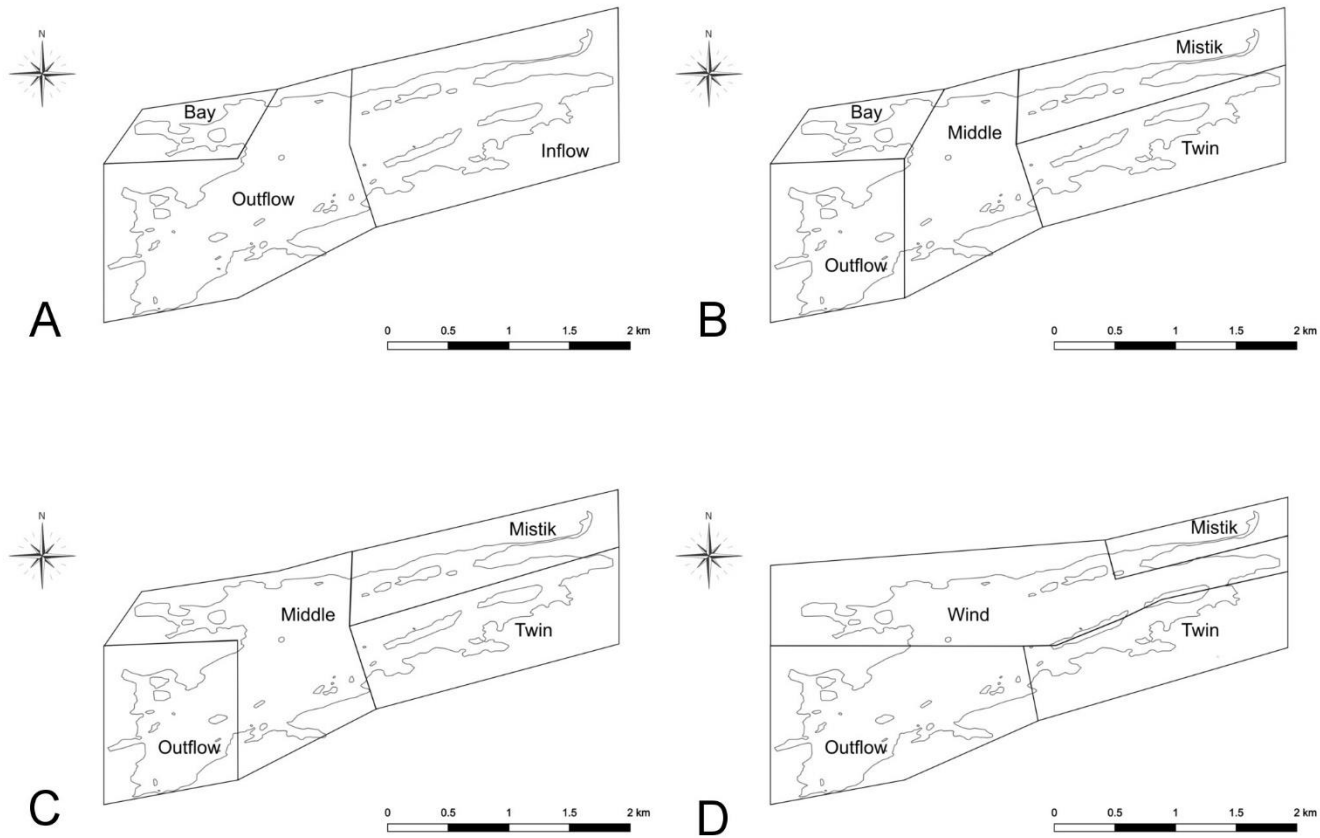 N
Bay
Outflow
Inflow
A
0 0.5 1 1.5 2 km
N
Mistik
Bay
Middle
Twin
Outflow
B
0 0.5 1 1.5 2 km
N
Mistik
Middle
Twin
Outflow
C
0 0.5 1 1.5 2 km
N
Mistik
Wind
Twin
Outflow
D
0 0.5 1 1.5 2 km